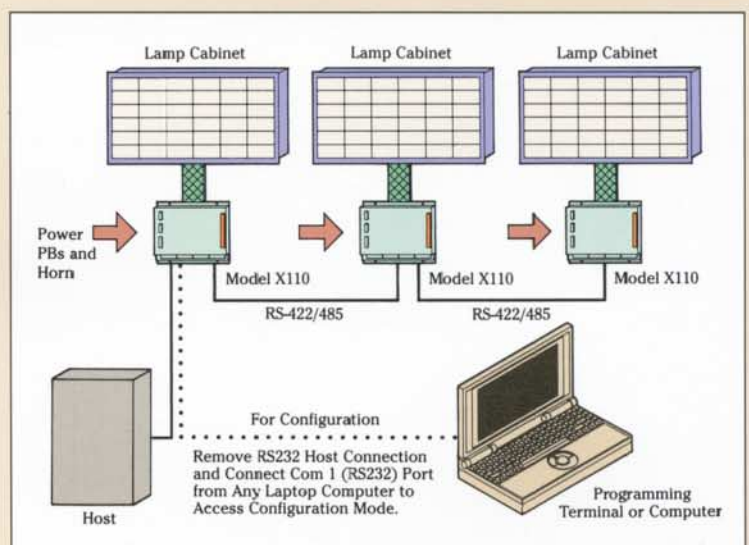 Lamp Cabinet
Lamp Cabinet
Lamp Cabinet
Power
PBs and
Horn
Model X110
Model X110
Model X110
RS-422/485
RS-422/485
For Configuration
Remove RS232 Host Connection
and Connect Com 1 (RS232) Port
from Any Laptop Computer to
Access Configuration Mode.
Host
Programming
Terminal or Computer